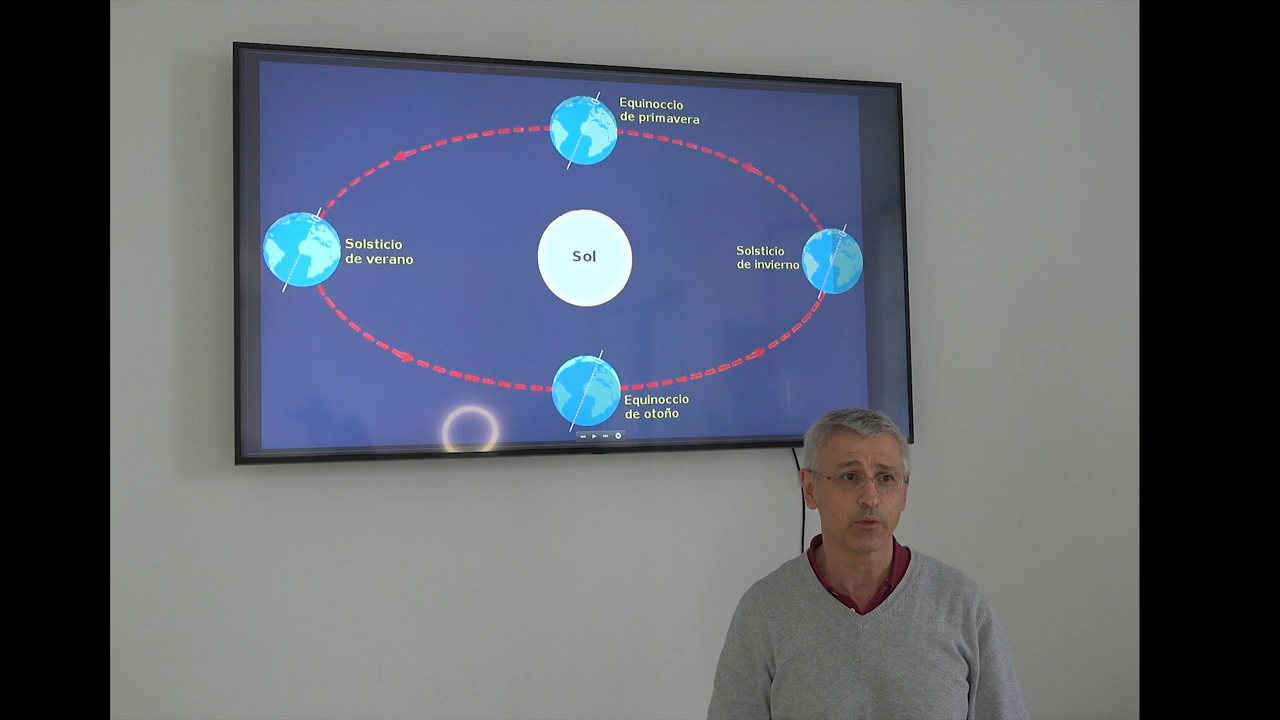 Equinoccio
de primavera
Solsticio
de verano
Sol
Solsticio
de invierno
Equinoccio
de otoño